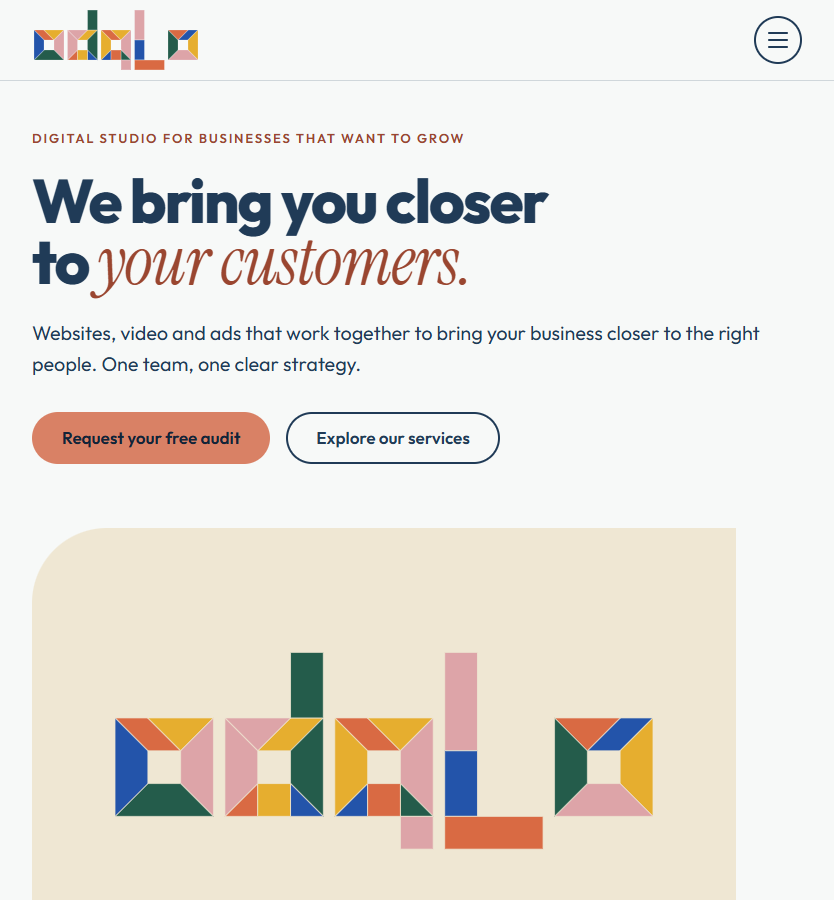 odqLo
DIGITAL STUDIO FOR BUSINESSES THAT WANT TO GROW
We bring you closer
to your customers.
Websites, video and ads that work together to bring your business closer to the right
people. One team, one clear strategy.
Request your free audit
Explore our services
odqLo